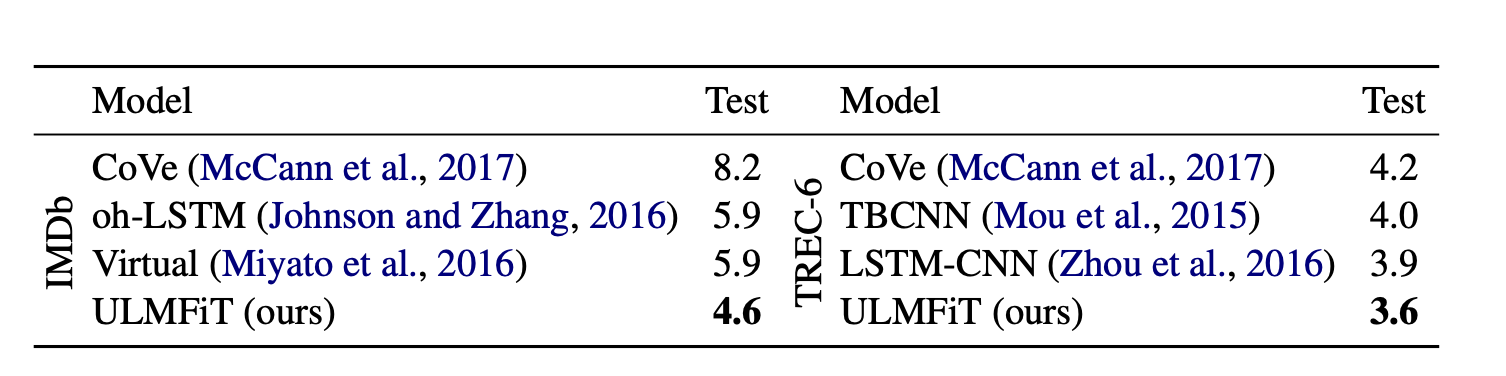 Model Test Model Test
IMDb
CoVe (McCann et al., 2017) 8.2
oh-LSTM (Johnson and Zhang, 2016) 5.9
Virtual (Miyato et al., 2016) 5.9
ULMFiT (ours) 4.6
TREC-6
CoVe (McCann et al., 2017) 4.2
TBCNN (Mou et al., 2015) 4.0
LSTM-CNN (Zhou et al., 2016) 3.9
ULMFiT (ours) 3.6